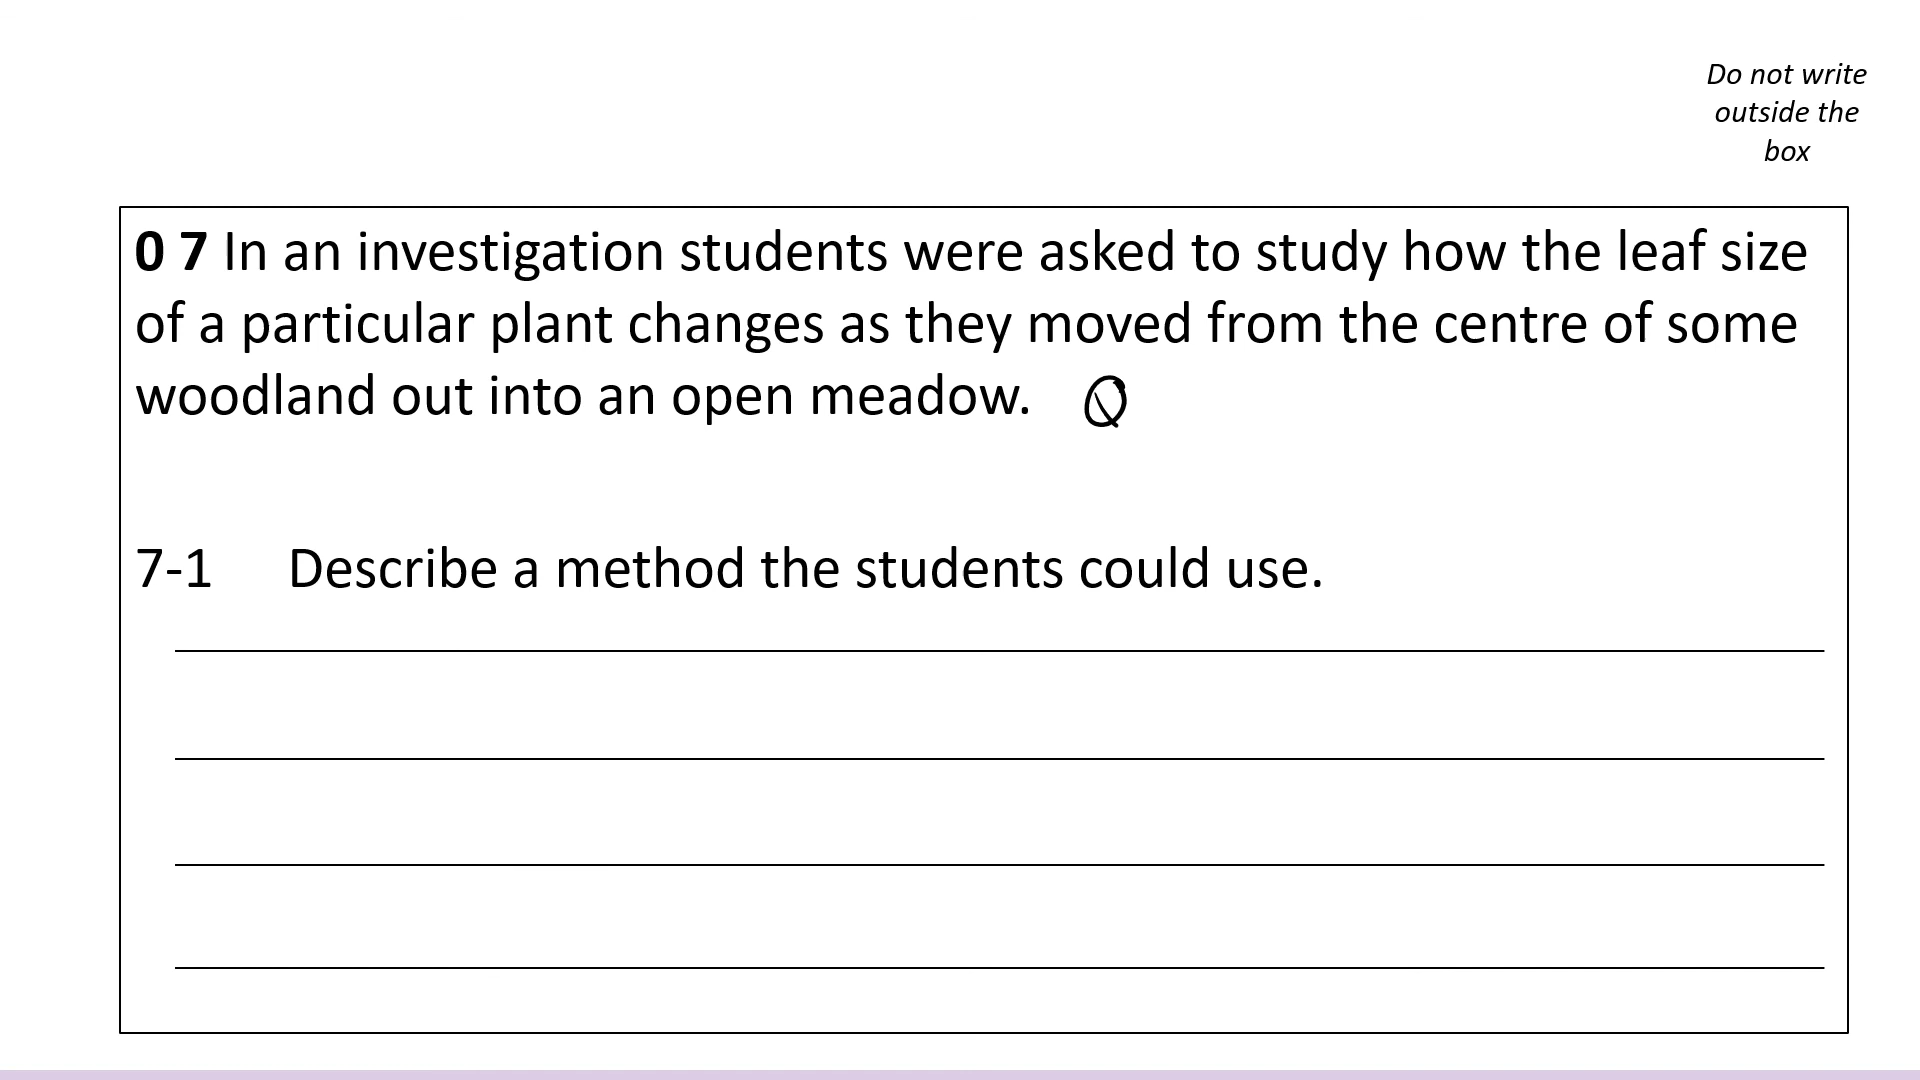 Do not write
outside the
box
0 7 In an investigation students were asked to study how the leaf size
of a particular plant changes as they moved from the centre of some
woodland out into an open meadow.
7-1 Describe a method the students could use.